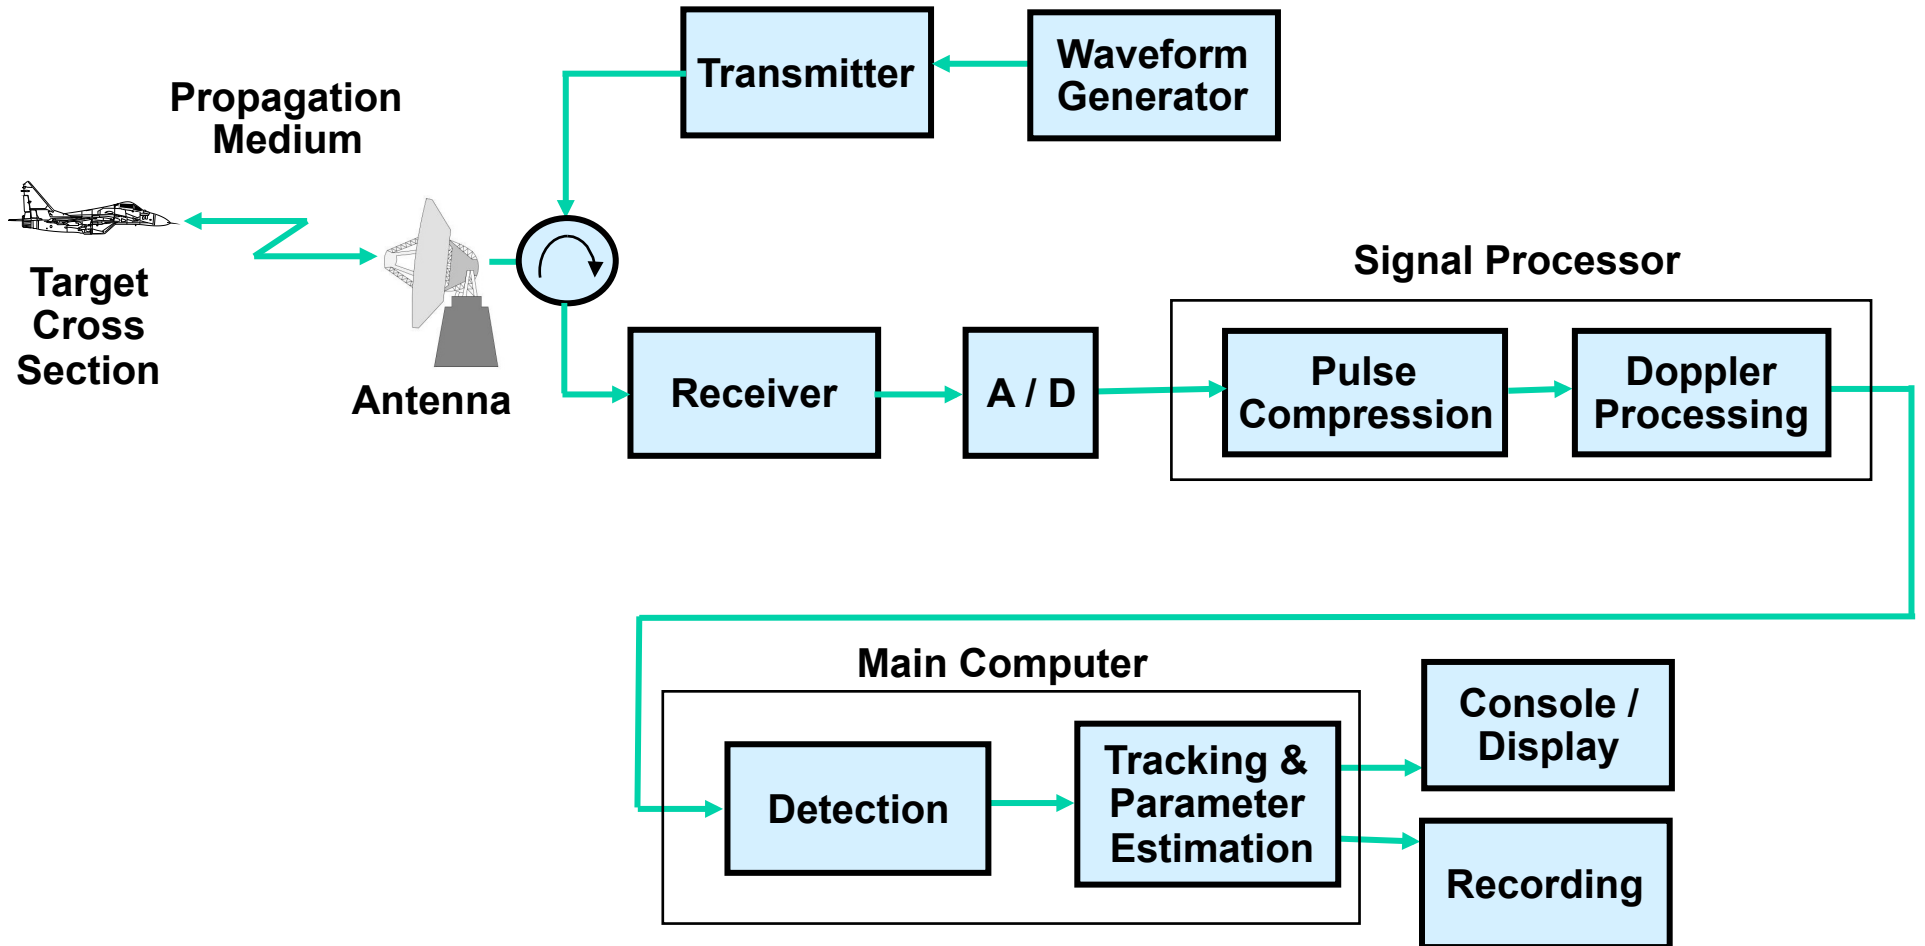 Waveform
Generator
Transmitter
Propagation
Medium
Target
Cross
Section
Antenna
Signal Processor
Receiver
A / D
Pulse
Compression
Doppler
Processing
Main Computer
Detection
Tracking &
Parameter
Estimation
Console /
Display
Recording